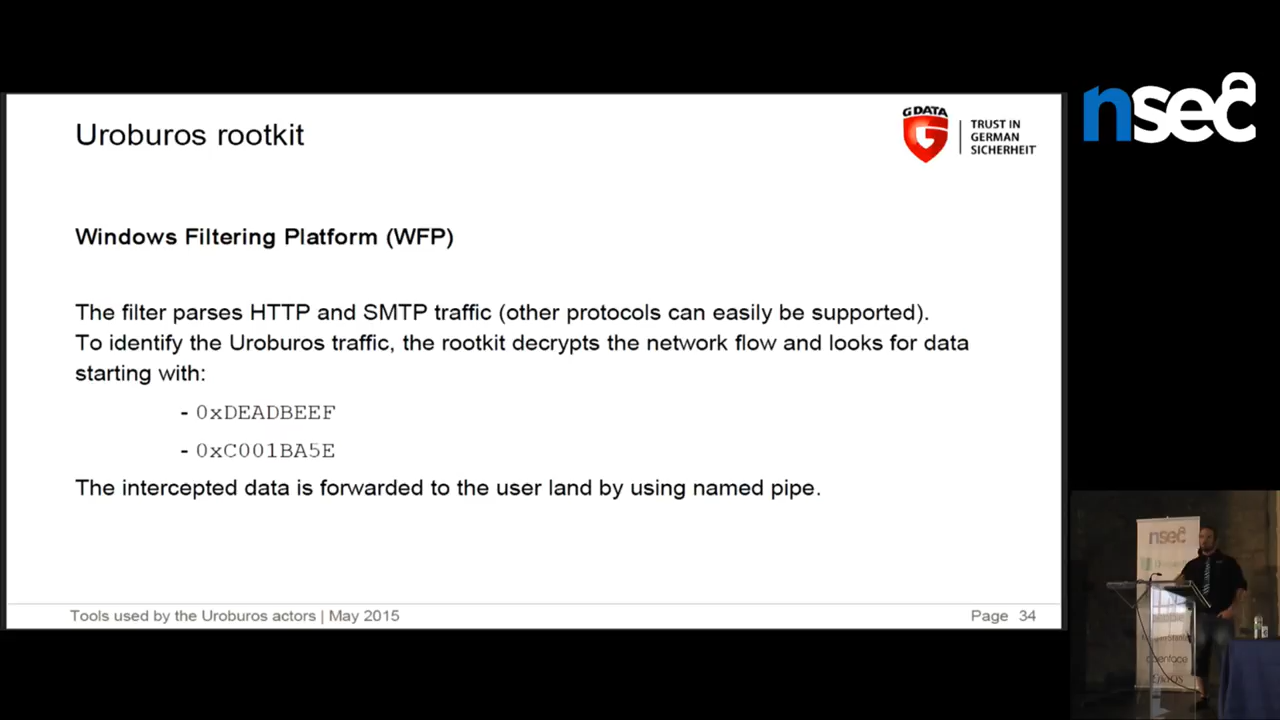 Uroburos rootkit
G DATA
TRUST IN
GERMAN
SICHERHEIT
nsec
Windows Filtering Platform (WFP)
The filter parses HTTP and SMTP traffic (other protocols can easily be supported).
To identify the Uroburos traffic, the rootkit decrypts the network flow and looks for data
starting with:
- 0xDEADBEEF
- 0xC001BA5E
The intercepted data is forwarded to the user land by using named pipe.
Tools used by the Uroburos actors | May 2015
Page 34
nsec